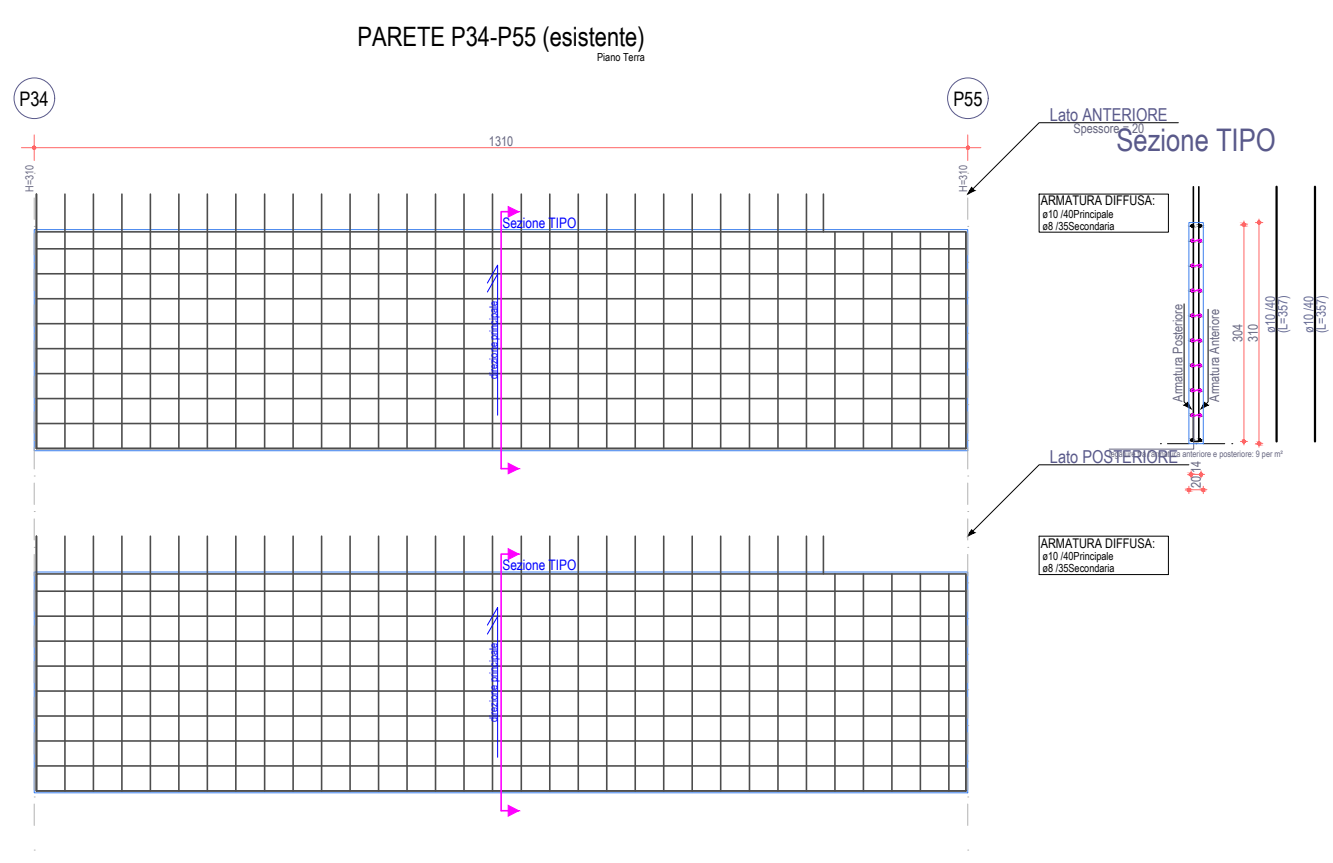 PARETE P34-P55 (esistente)
Piano Terra
P34
P55
1310
H=310
H=310
Lato ANTERIORE
Spessore = 20
Sezione TIPO
ARMATURA DIFFUSA:
ø10 /40Principale
ø8 /35Secondaria
Sezione TIPO
direzione principale
Armatura Posteriore
Armatura Anteriore
304
310
ø10 /40
(L=357)
ø10 /40
(L=357)
armatura anteriore e posteriore: 9 per m²
20
14
Lato POSTERIORE
ARMATURA DIFFUSA:
ø10 /40Principale
ø8 /35Secondaria
Sezione TIPO
direzione principale